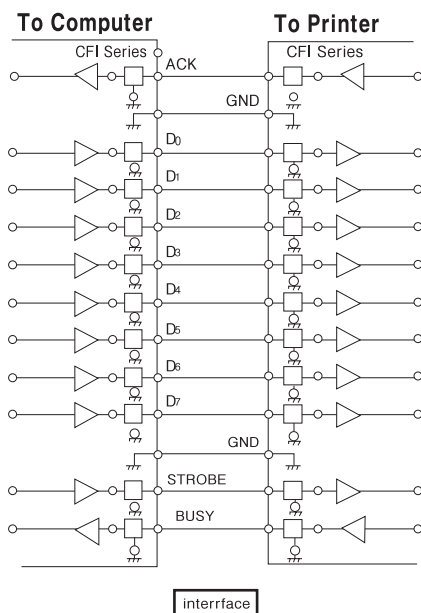 To Computer To Printer
CFI Series CFI Series
ACK
GND
D0
D1
D2
D3
D4
D5
D6
D7
GND
STROBE
BUSY
interrface